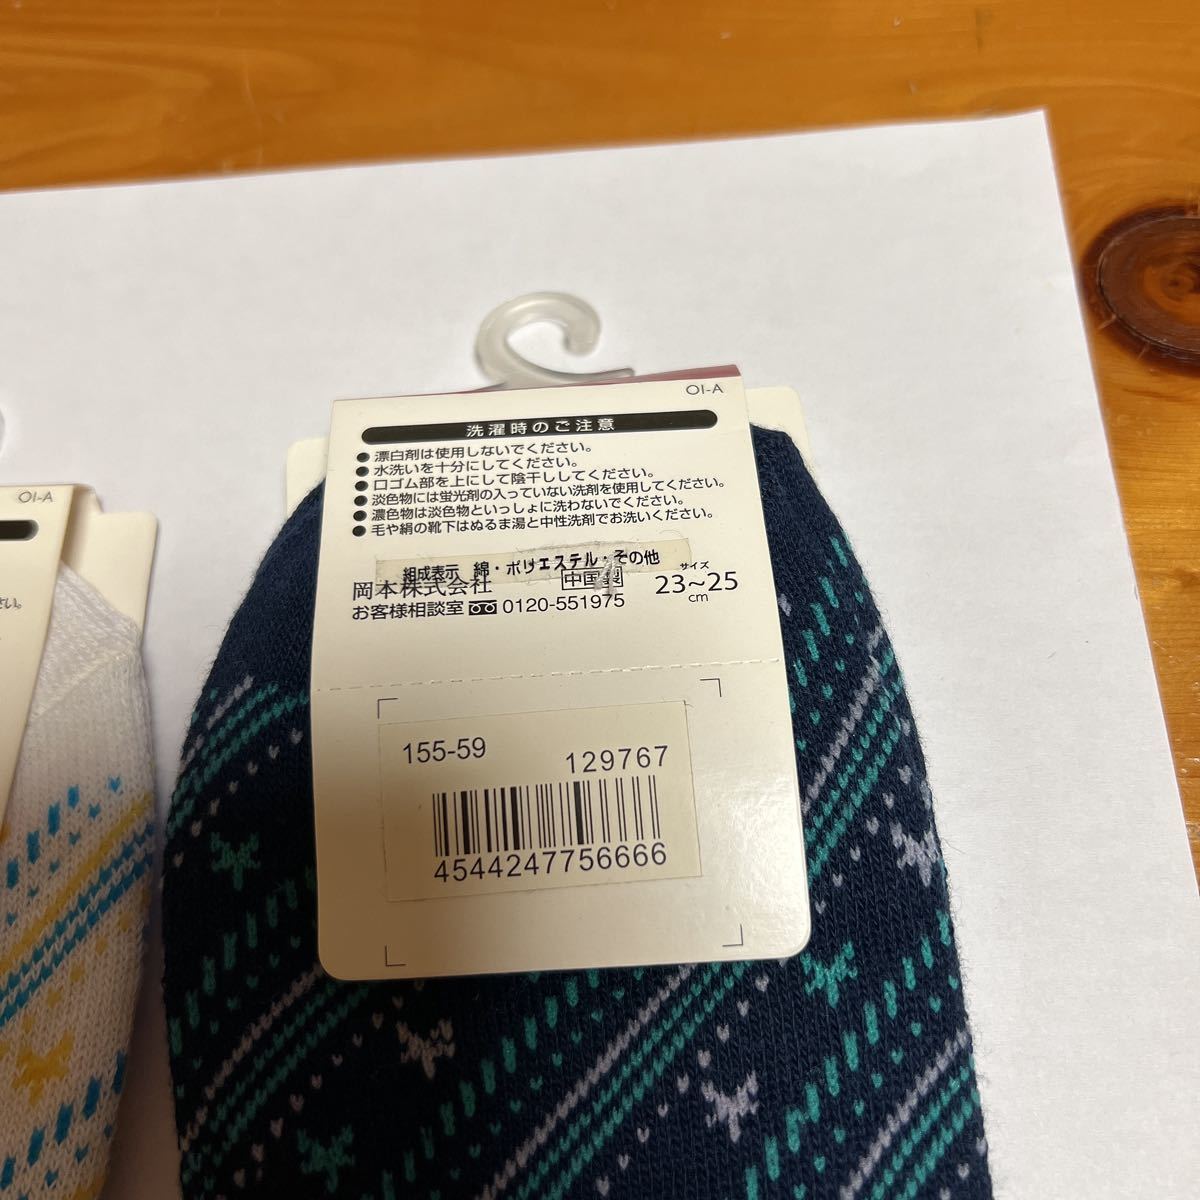 OI-A
洗濯時のご注意
●漂白剤は使用しないでください。
●水洗いを十分にしてください。
●口ゴム部を上にして陰干ししてください。
●淡色物には蛍光剤の入っていない洗剤を使用してください。
●濃色物は淡色物といっしょに洗わないでください。
●毛や絹の靴下はぬるま湯と中性洗剤でお洗いください。
組成表示 綿・ポリエステル・その他
岡本株式会社 中国製 サイズ 23~25 cm
お客様相談室 0120-551975
155-59
129767
4544247756666
OI-A
さい。